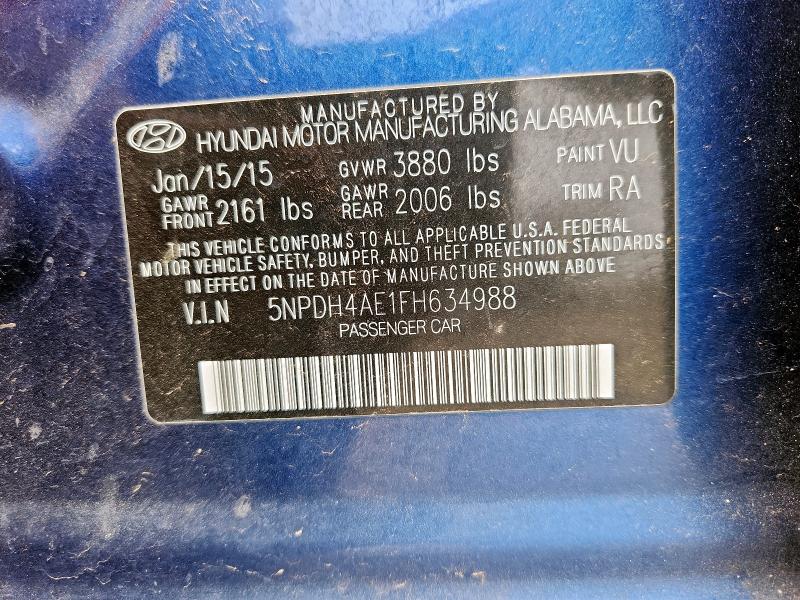 MANUFACTURED BY
HYUNDAI MOTOR MANUFACTURING ALABAMA, LLC
Jan/15/15 GVWR 3880 lbs PAINT VU
GAWR FRONT 2161 lbs GAWR REAR 2006 lbs TRIM RA
THIS VEHICLE CONFORMS TO ALL APPLICABLE U.S.A. FEDERAL
MOTOR VEHICLE SAFETY, BUMPER, AND THEFT PREVENTION STANDARDS
IN EFFECT ON THE DATE OF MANUFACTURE SHOWN ABOVE
V.I.N 5NPDH4AE1FH634988
PASSENGER CAR